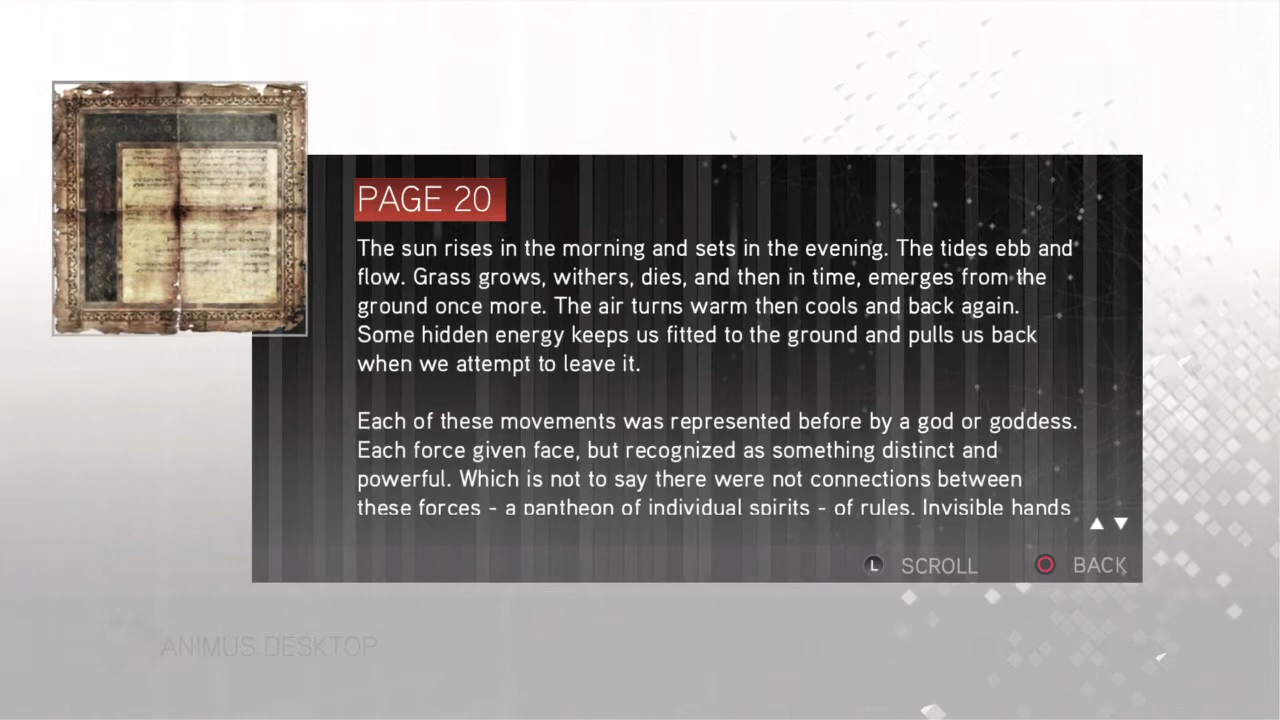 PAGE 20
The sun rises in the morning and sets in the evening. The tides ebb and
flow. Grass grows, withers, dies, and then in time, emerges from the
ground once more. The air turns warm then cools and back again.
Some hidden energy keeps us fitted to the ground and pulls us back
when we attempt to leave it.
Each of these movements was represented before by a god or goddess.
Each force given face, but recognized as something distinct and
powerful. Which is not to say there were not connections between
these forces - a pantheon of individual spirits - of rules. Invisible hands
L SCROLL BACK
ANIMUS DESKTOP